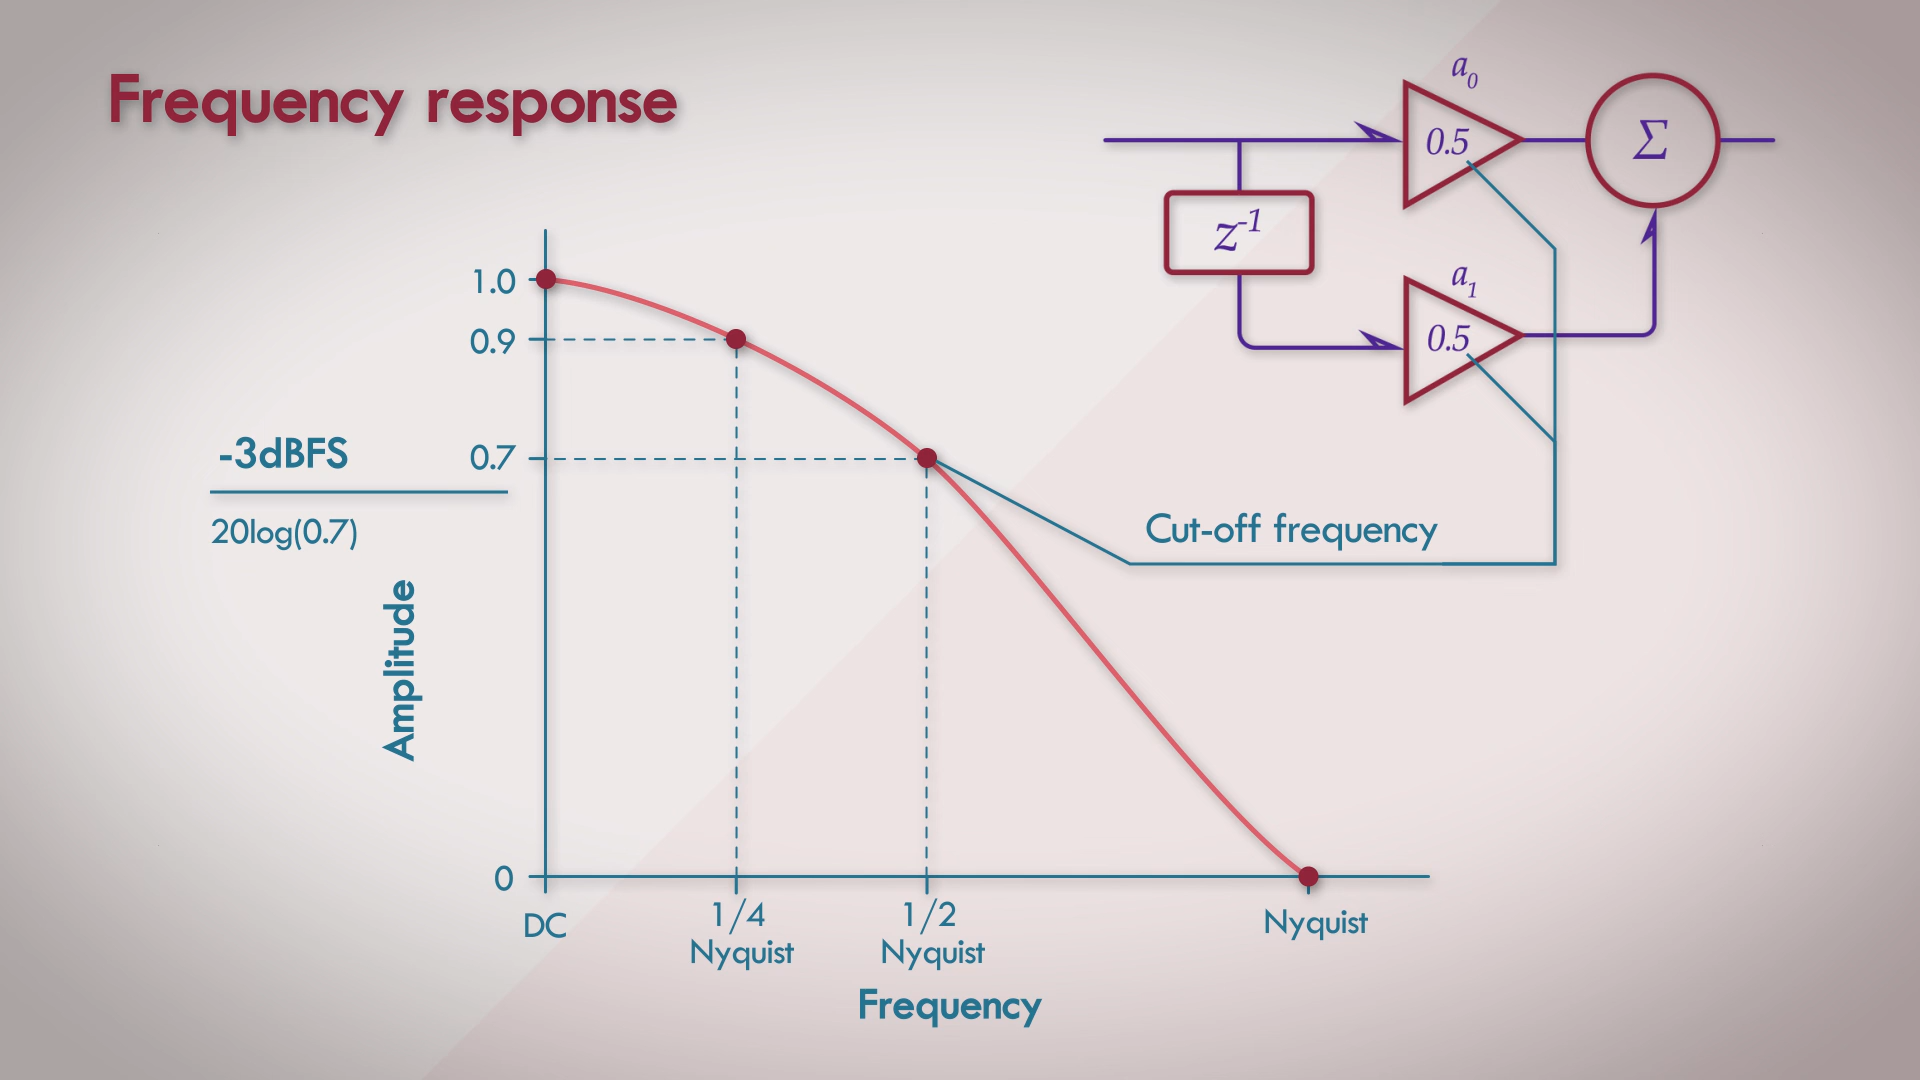 Frequency response
a0
0.5
Σ
z-1
a1
0.5
1.0
0.9
0.7
0
-3dBFS
20log(0.7)
Amplitude
Cut-off frequency
DC
1/4
Nyquist
1/2
Nyquist
Nyquist
Frequency